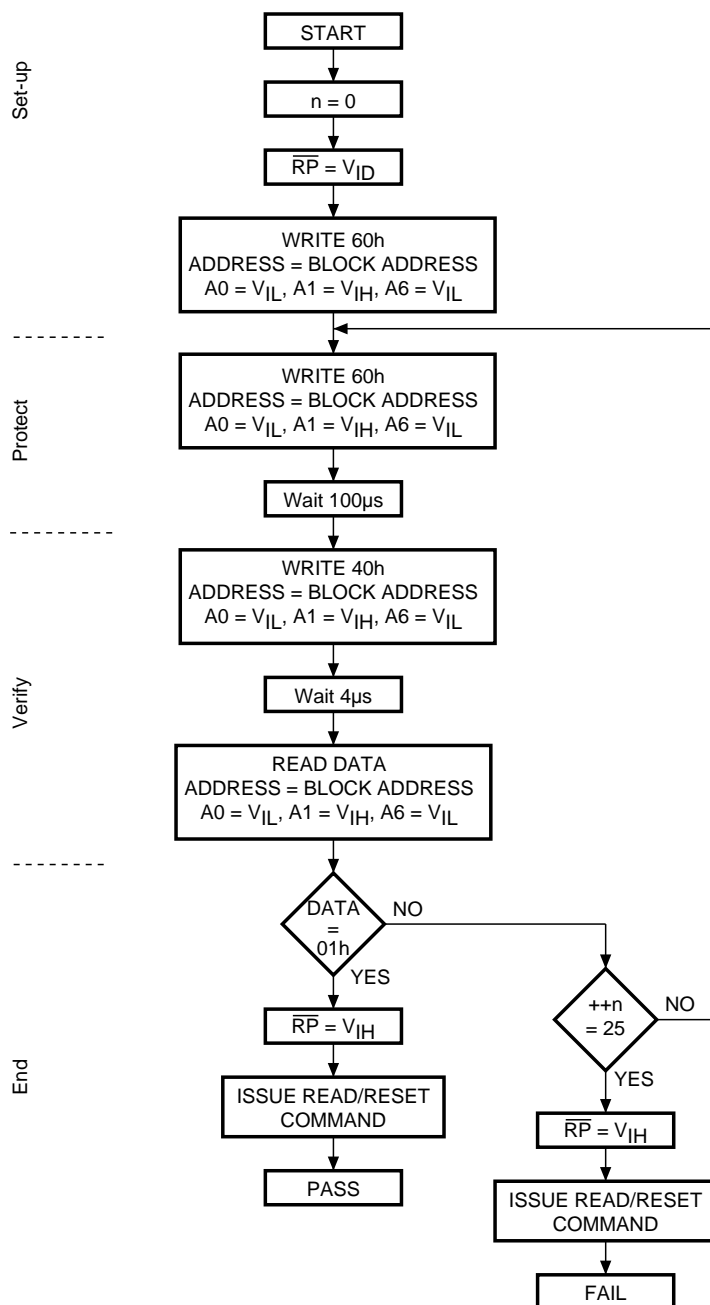 START
Set-up
n = 0
R̅P̅ = VID
WRITE 60h
ADDRESS = BLOCK ADDRESS
A0 = VIL, A1 = VIH, A6 = VIL
Protect
WRITE 60h
ADDRESS = BLOCK ADDRESS
A0 = VIL, A1 = VIH, A6 = VIL
Wait 100µs
Verify
WRITE 40h
ADDRESS = BLOCK ADDRESS
A0 = VIL, A1 = VIH, A6 = VIL
Wait 4µs
READ DATA
ADDRESS = BLOCK ADDRESS
A0 = VIL, A1 = VIH, A6 = VIL
End
DATA
=
01h
NO
YES
R̅P̅ = VIH
ISSUE READ/RESET
COMMAND
PASS
++n
= 25
NO
YES
R̅P̅ = VIH
ISSUE READ/RESET
COMMAND
FAIL